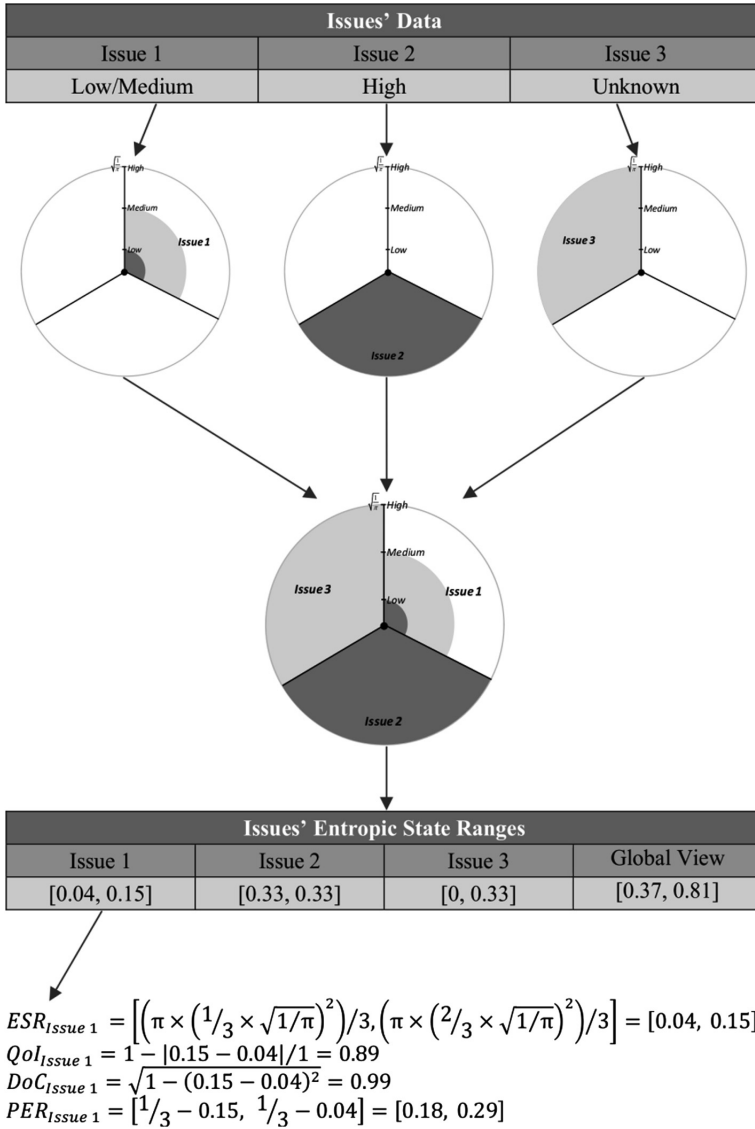 Issues’ Data
Issue 1 Issue 2 Issue 3
Low/Medium High Unknown
√(1/π) High √(1/π) High √(1/π) High
Medium Medium Medium
Issue 1 Issue 3
Low Low Low
Issue 2
√(1/π) High
Medium
Issue 3 Issue 1
Low
Issue 2
Issues’ Entropic State Ranges
Issue 1 Issue 2 Issue 3 Global View
[0.04, 0.15] [0.33, 0.33] [0, 0.33] [0.37, 0.81]
ESR_Issue 1 = [(π × (1/3 × √(1/π))²)/3, (π × (2/3 × √(1/π))²)/3] = [0.04, 0.15]
QoI_Issue 1 = 1 − |0.15 − 0.04|/1 = 0.89
DoC_Issue 1 = √(1 − (0.15 − 0.04)²) = 0.99
PER_Issue 1 = [1/3 − 0.15, 1/3 − 0.04] = [0.18, 0.29]